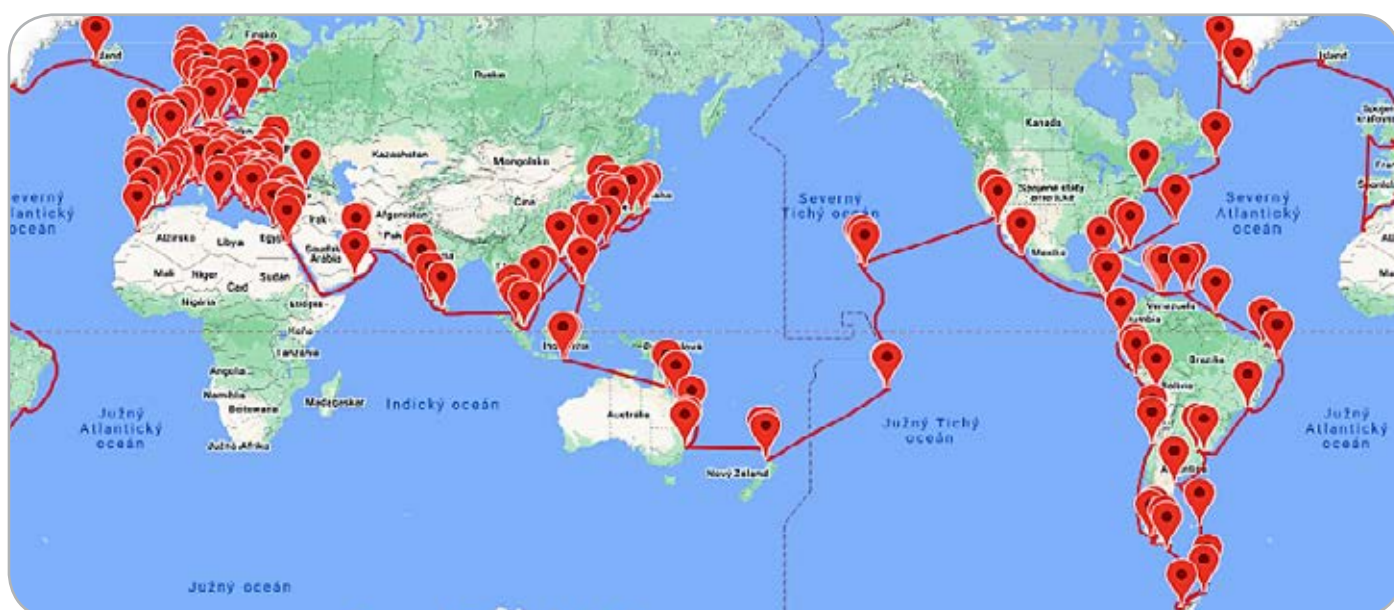 Island
Fínsko
Rusko
Kanada
Island
Kazachstan
Mongolsko
Spojené štáty
americké
Severný
Atlantický
oceán
Čína
Severný
Tichý oceán
Severný
Atlantický
oceán
Irak
Afganistan
Alžírsko
Líbya
Egypt
Saudská
Arábia
Mexiko
Mali
Niger
Čad
Sudán
Nigéria
Etiópia
Venezuela
Keňa
Tanzánia
Brazília
Bolívia
Angola
Namíbia
Botswana
Madagaskar
Indický oceán
Austrália
Južný
Atlantický
oceán
Južný Tichý
oceán
Južný
Atlantický
oceán
Južná Afrika
Nový Zéland
Južný oceán